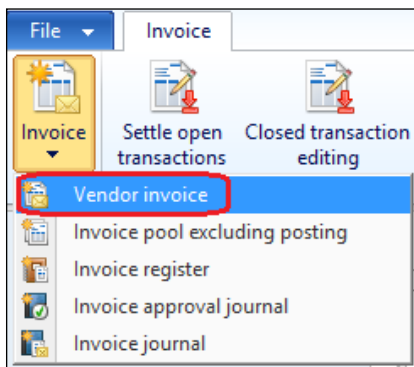 File Invoice
Invoice Settle open Closed transaction
transactions editing
Vendor invoice
Invoice pool excluding posting
Invoice register
Invoice approval journal
Invoice journal